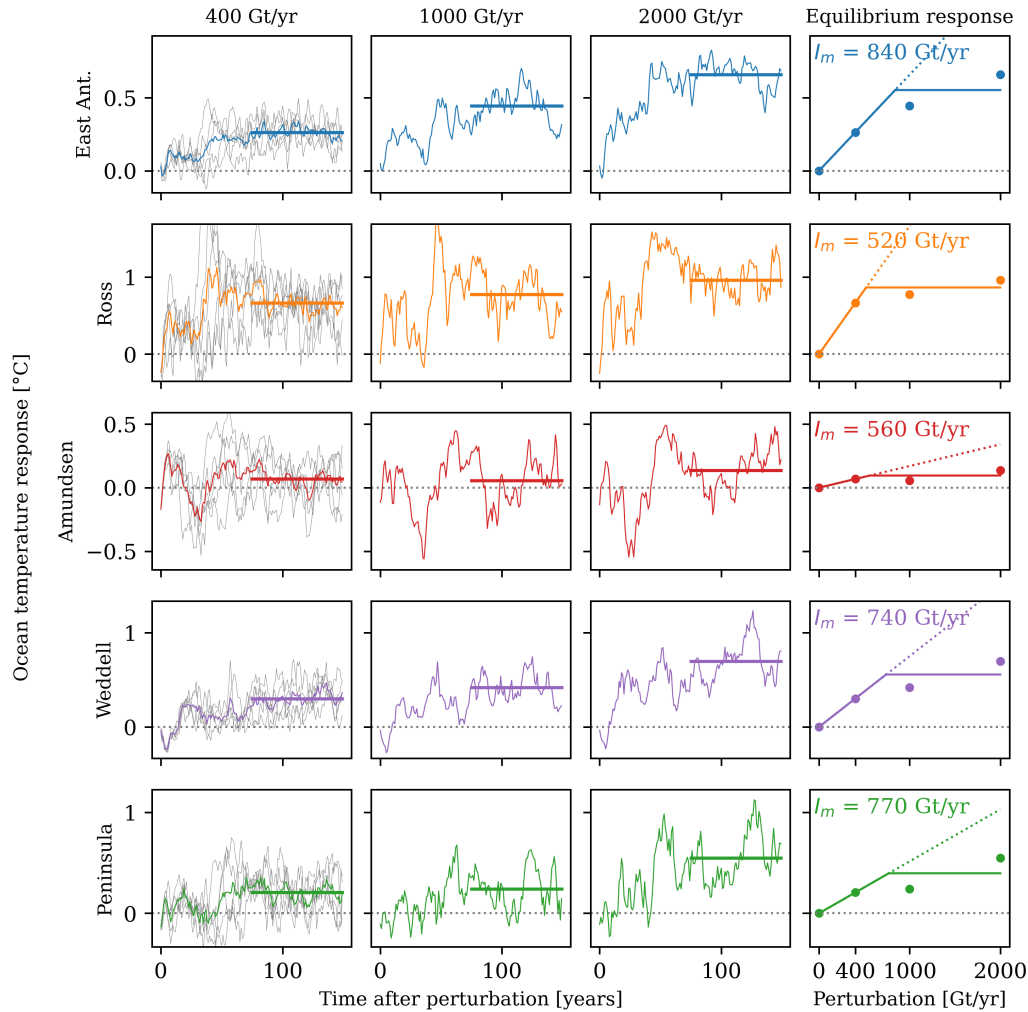 400 Gt/yr
1000 Gt/yr
2000 Gt/yr
Equilibrium response
Ocean temperature response [°C]
East Ant.
0.5
0.0
I_m = 840 Gt/yr
Ross
1
0
I_m = 520 Gt/yr
Amundsen
0.5
0.0
−0.5
I_m = 560 Gt/yr
Weddell
1
0
I_m = 740 Gt/yr
Peninsula
1
0
I_m = 770 Gt/yr
0 100
0 100
0 100
0 400 1000 2000
Time after perturbation [years]
Perturbation [Gt/yr]